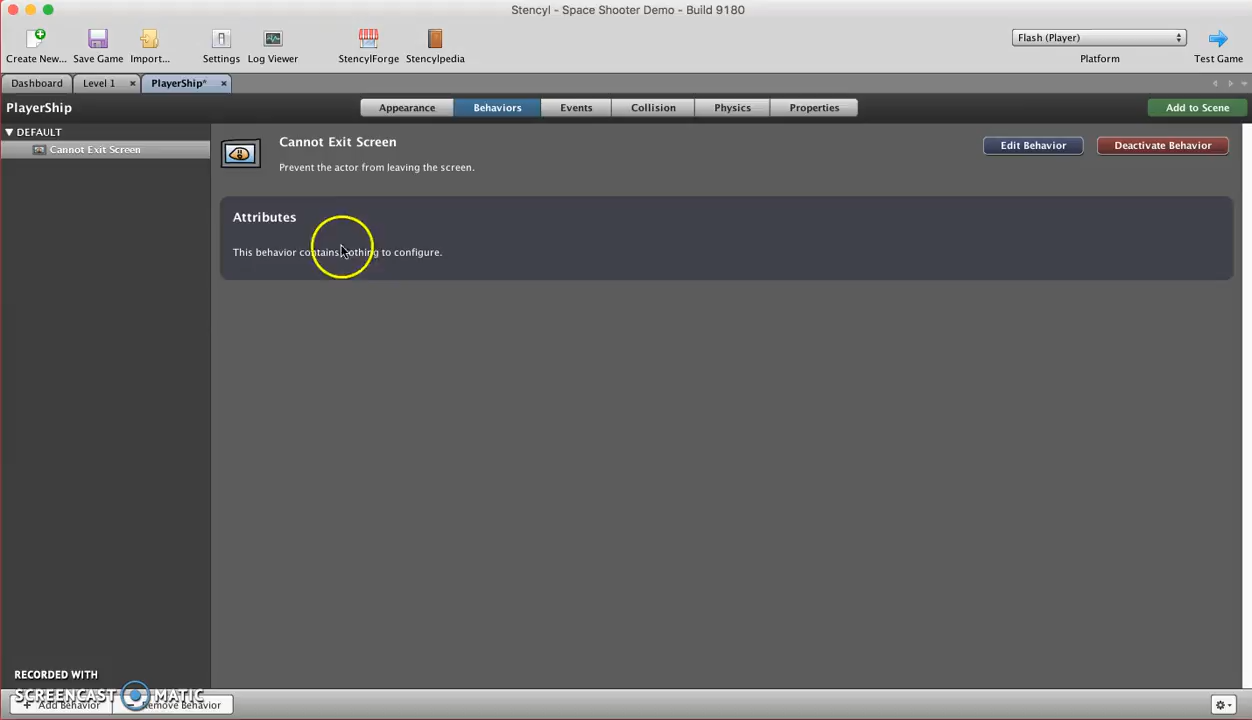 Stencyl - Space Shooter Demo - Build 9180
Create New... Save Game Import... Settings Log Viewer StencylForge Stencylpedia Flash (Player) Platform Test Game
Dashboard Level 1 PlayerShip*
PlayerShip Appearance Behaviors Events Collision Physics Properties Add to Scene
DEFAULT
Cannot Exit Screen
Cannot Exit Screen
Prevent the actor from leaving the screen.
Edit Behavior Deactivate Behavior
Attributes
This behavior contains nothing to configure.
RECORDED WITH
SCREENCAST MATIC
+ Add Behavior - Remove Behavior